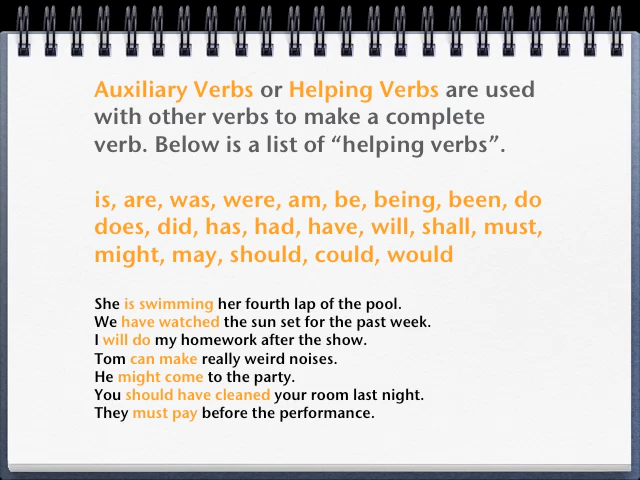 Auxiliary Verbs or Helping Verbs are used
with other verbs to make a complete
verb. Below is a list of “helping verbs”.
is, are, was, were, am, be, being, been, do
does, did, has, had, have, will, shall, must,
might, may, should, could, would
She is swimming her fourth lap of the pool.
We have watched the sun set for the past week.
I will do my homework after the show.
Tom can make really weird noises.
He might come to the party.
You should have cleaned your room last night.
They must pay before the performance.